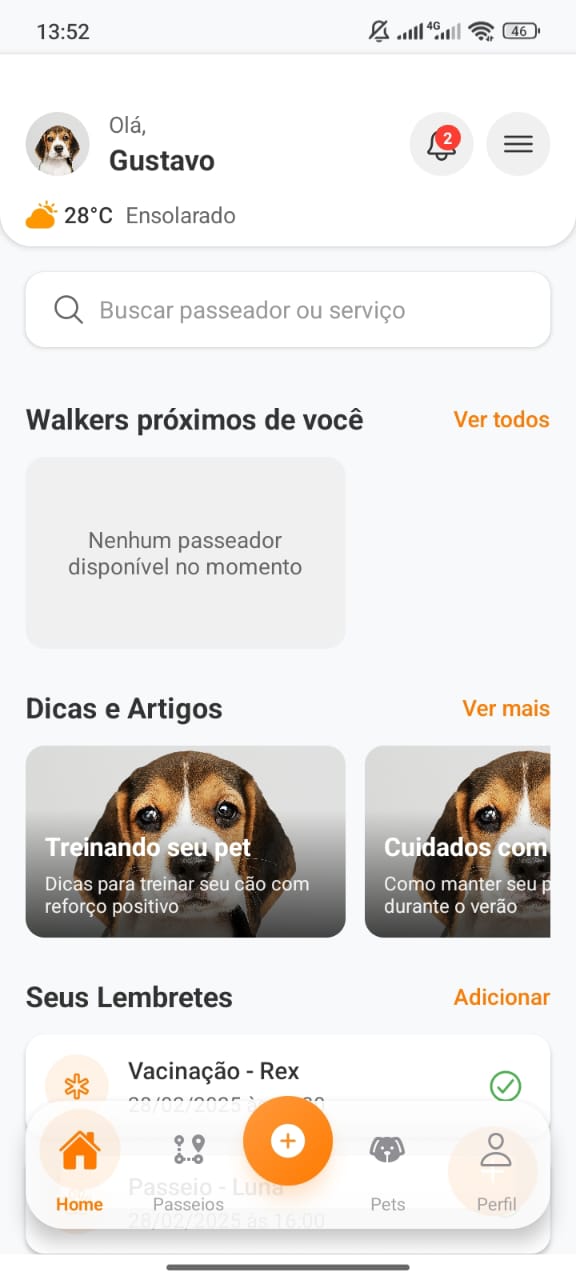 13:52
4G
46
Olá,
Gustavo
2
28°C Ensolarado
Buscar passeador ou serviço
Walkers próximos de você
Ver todos
Nenhum passeador
disponível no momento
Dicas e Artigos
Ver mais
Treinando seu pet
Dicas para treinar seu cão com
reforço positivo
Cuidados com
Como manter seu p
durante o verão
Seus Lembretes
Adicionar
Vacinação - Rex
28/02/2025 às
Passeio - Luna
Home
Passeios
Pets
Perfil
28/02/2025 às 16:00